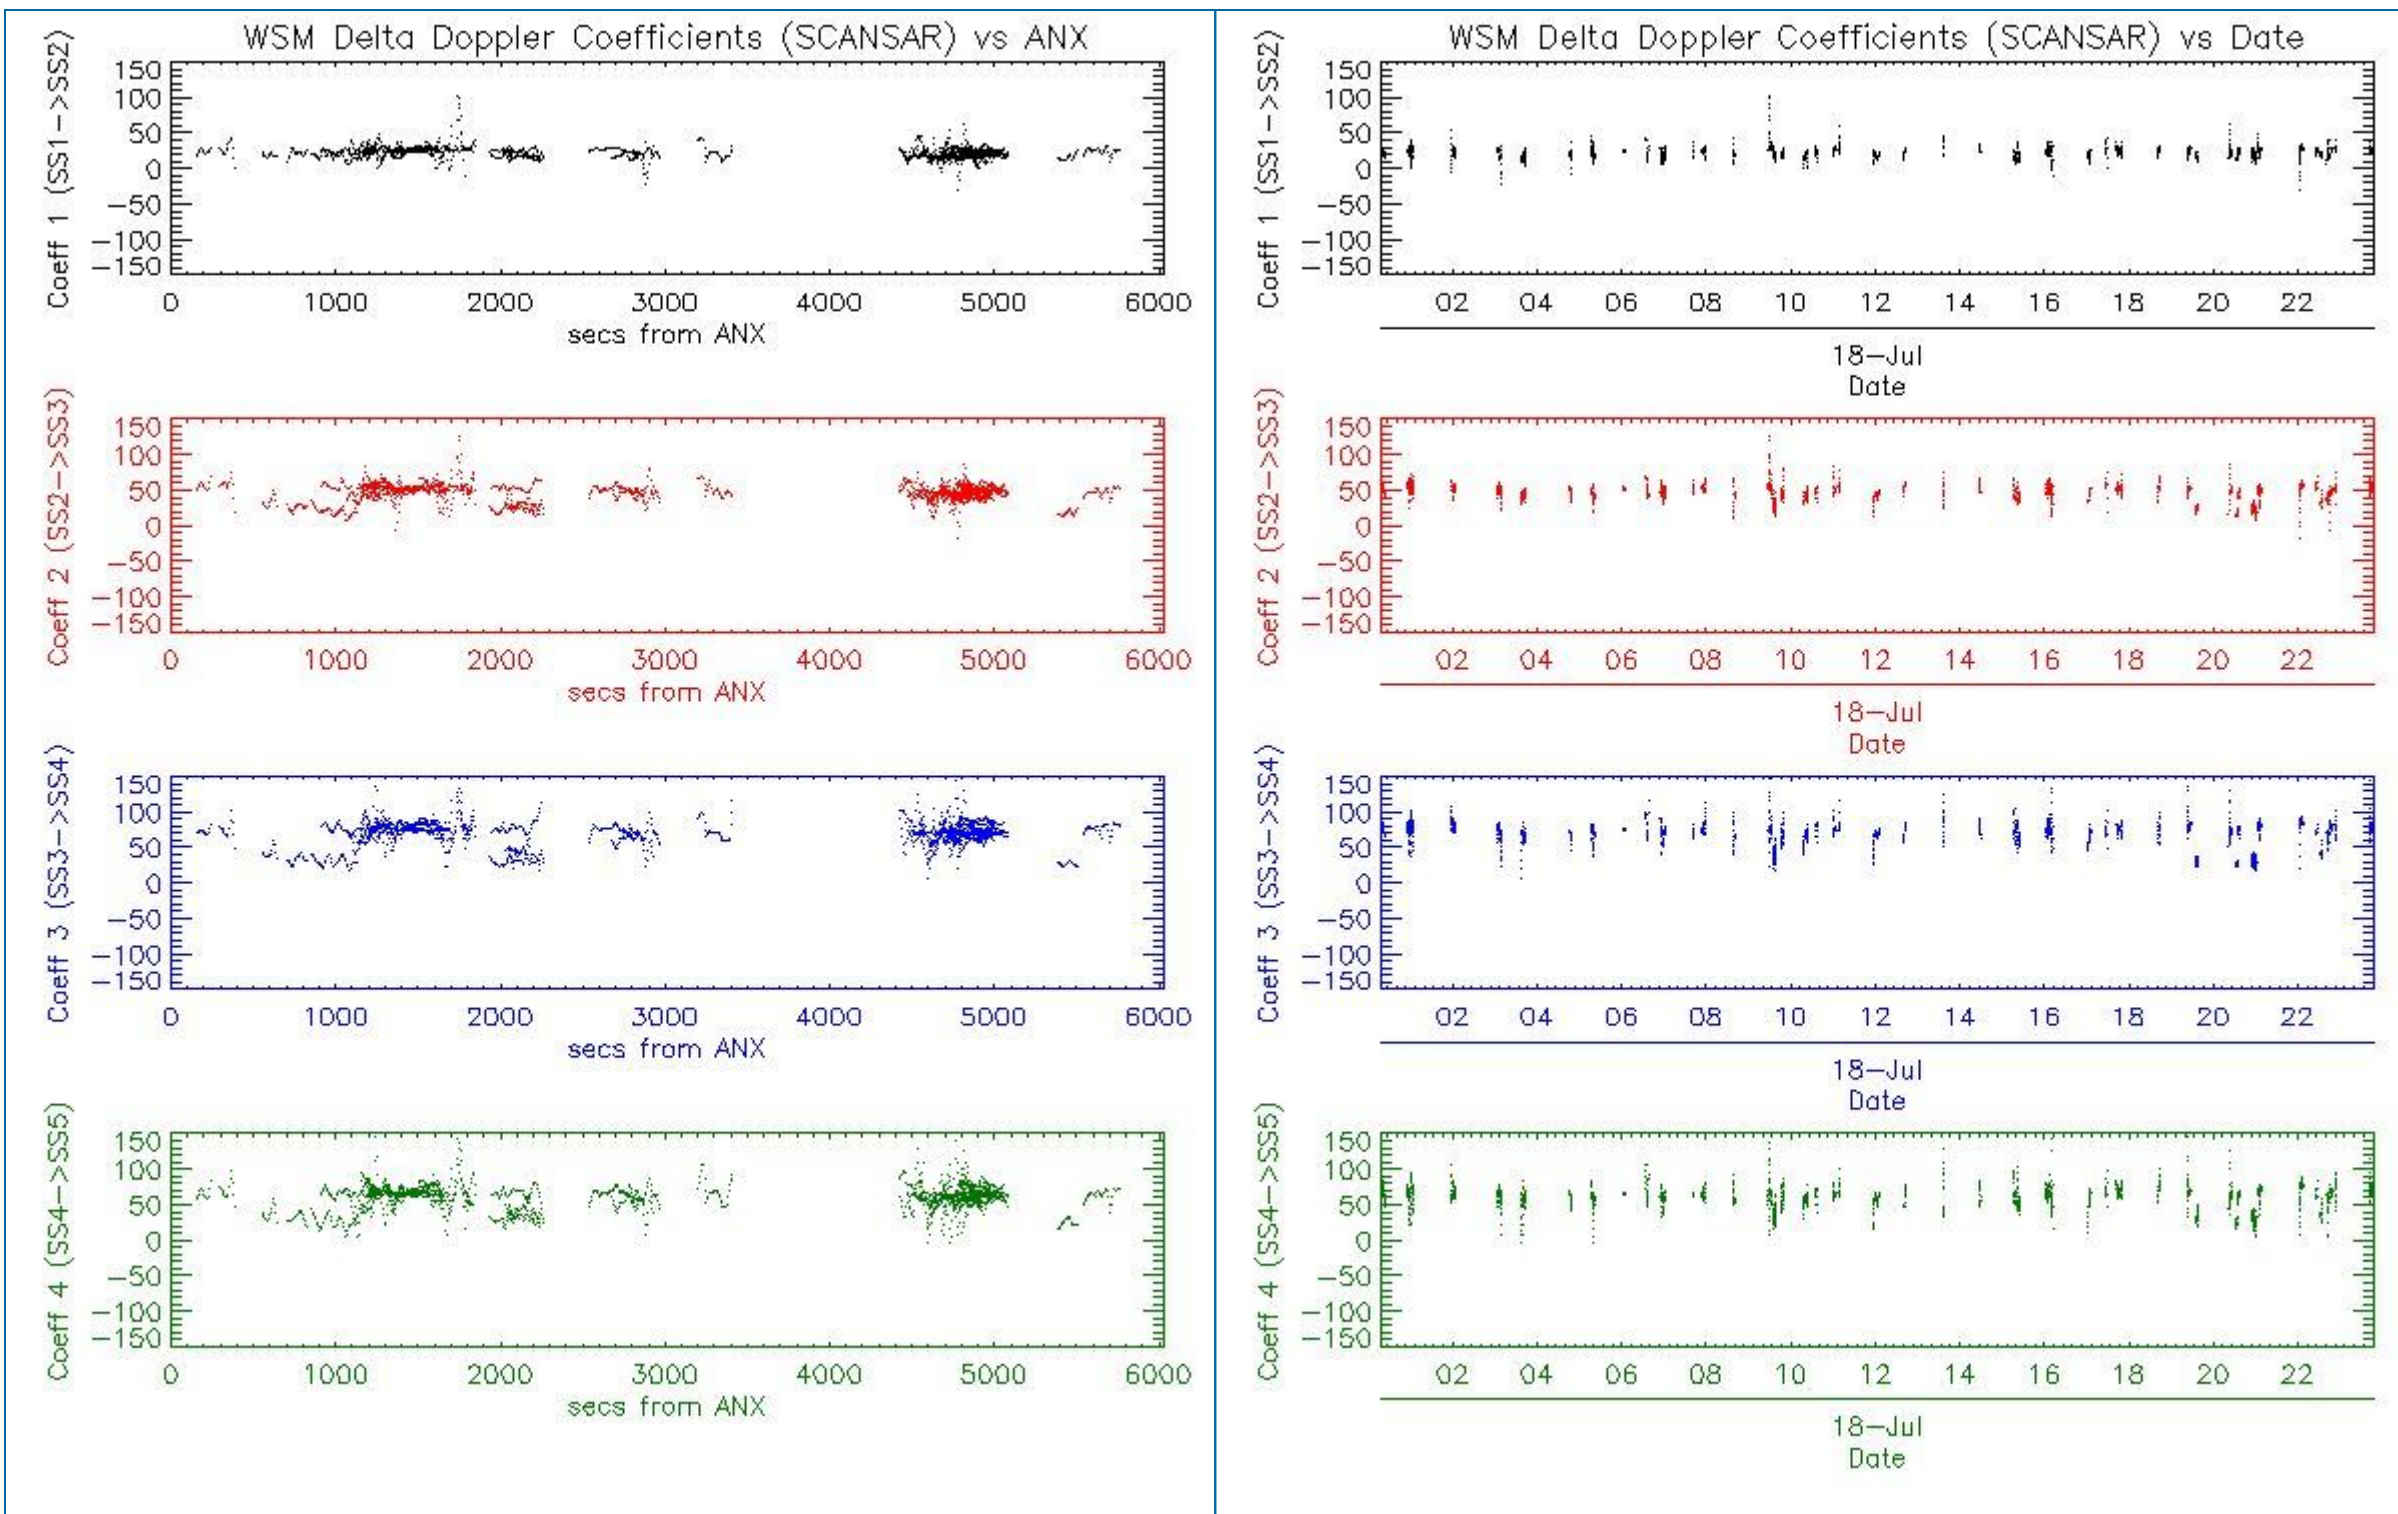 WSM Delta Doppler Coefficients (SCANSAR) vs ANX
Coeff 1 (SS1->SS2)
150
100
50
0
-50
-100
-150
0 1000 2000 3000 4000 5000 6000
secs from ANX
Coeff 2 (SS2->SS3)
150
100
50
0
-50
-100
-150
0 1000 2000 3000 4000 5000 6000
secs from ANX
Coeff 3 (SS3->SS4)
150
100
50
0
-50
-100
-150
0 1000 2000 3000 4000 5000 6000
secs from ANX
Coeff 4 (SS4->SS5)
150
100
50
0
-50
-100
-150
0 1000 2000 3000 4000 5000 6000
secs from ANX
WSM Delta Doppler Coefficients (SCANSAR) vs Date
Coeff 1 (SS1->SS2)
150
100
50
0
-50
-100
-150
02 04 06 08 10 12 14 16 18 20 22
18-Jul
Date
Coeff 2 (SS2->SS3)
150
100
50
0
-50
-100
-150
02 04 06 08 10 12 14 16 18 20 22
18-Jul
Date
Coeff 3 (SS3->SS4)
150
100
50
0
-50
-100
-150
02 04 06 08 10 12 14 16 18 20 22
18-Jul
Date
Coeff 4 (SS4->SS5)
150
100
50
0
-50
-100
-150
02 04 06 08 10 12 14 16 18 20 22
18-Jul
Date